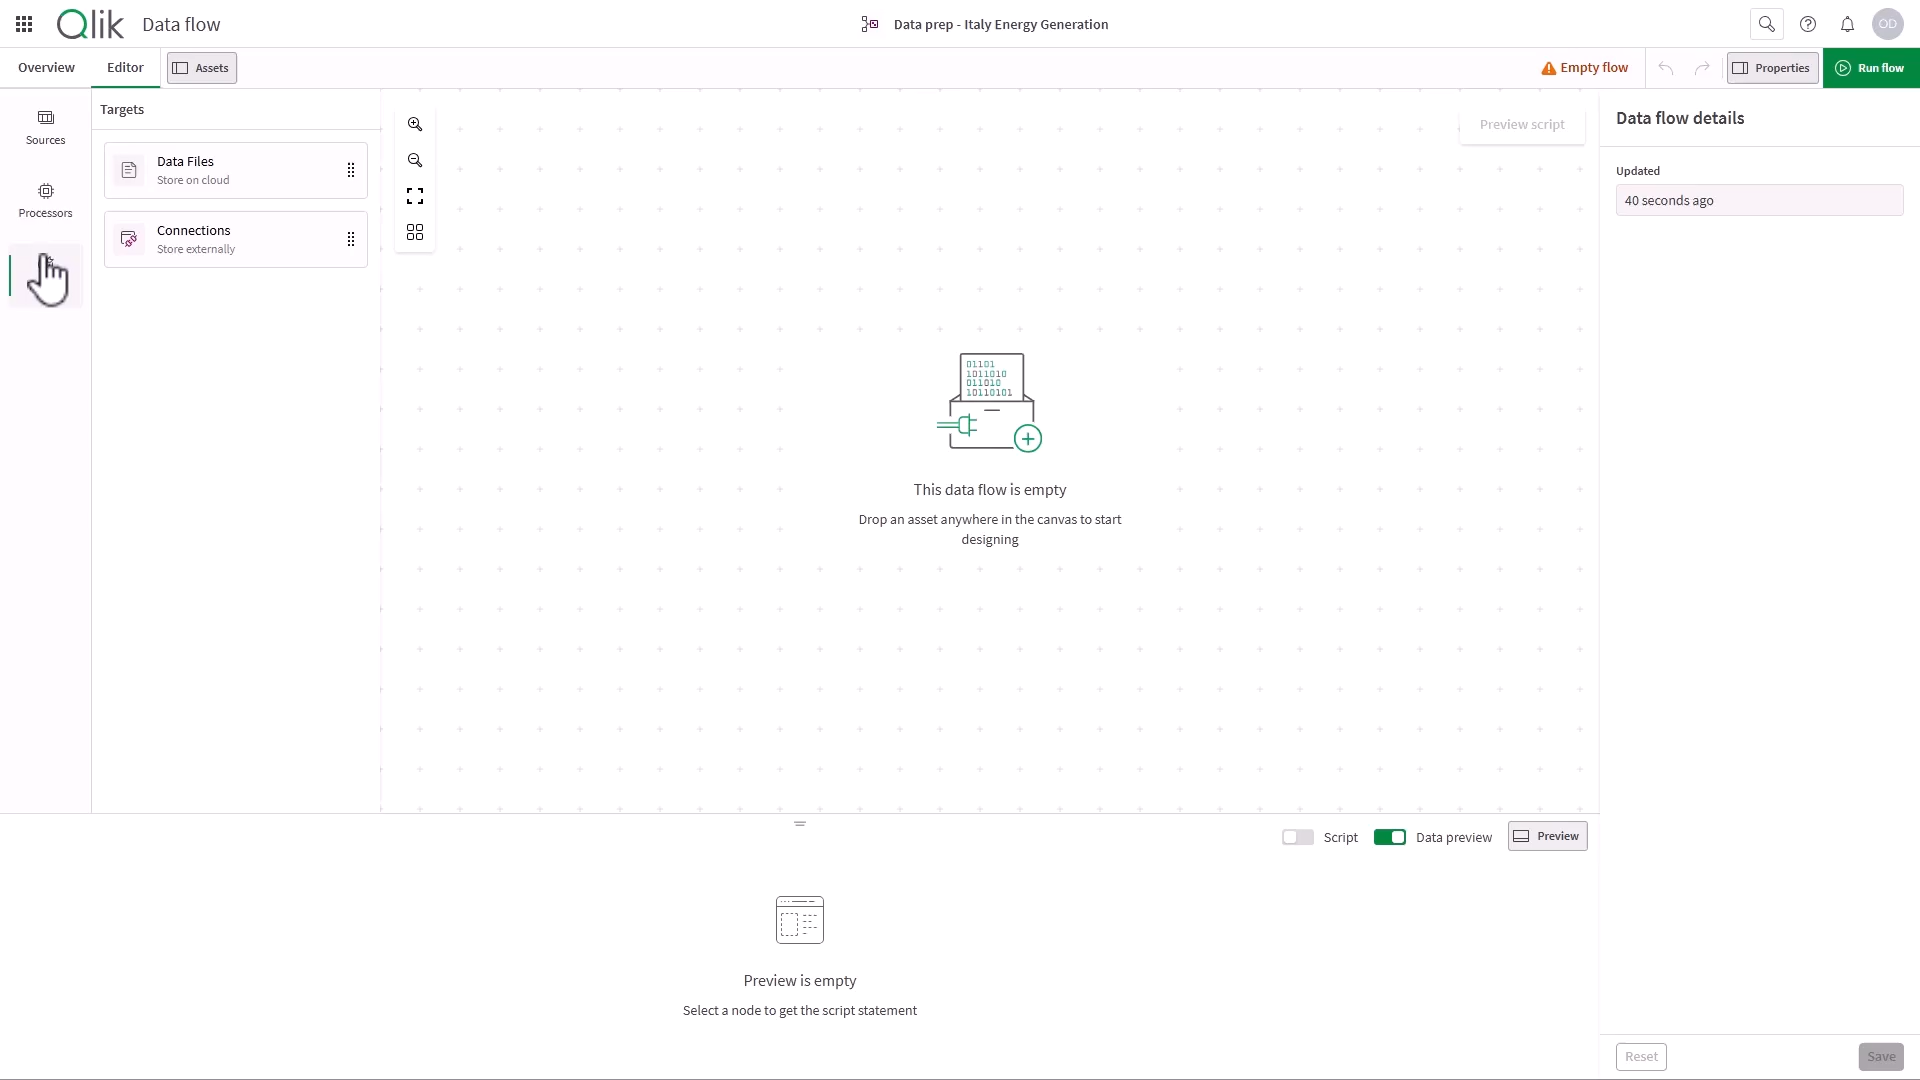 Qlik Data flow
Data prep - Italy Energy Generation
OD
Overview
Editor
Assets
Empty flow
Properties
Run flow
Sources
Processors
Targets
Data Files
Store on cloud
Connections
Store externally
Preview script
01101
1011010
011010
10110101
This data flow is empty
Drop an asset anywhere in the canvas to start
designing
Data flow details
Updated
40 seconds ago
Script
Data preview
Preview
Preview is empty
Select a node to get the script statement
Reset
Save